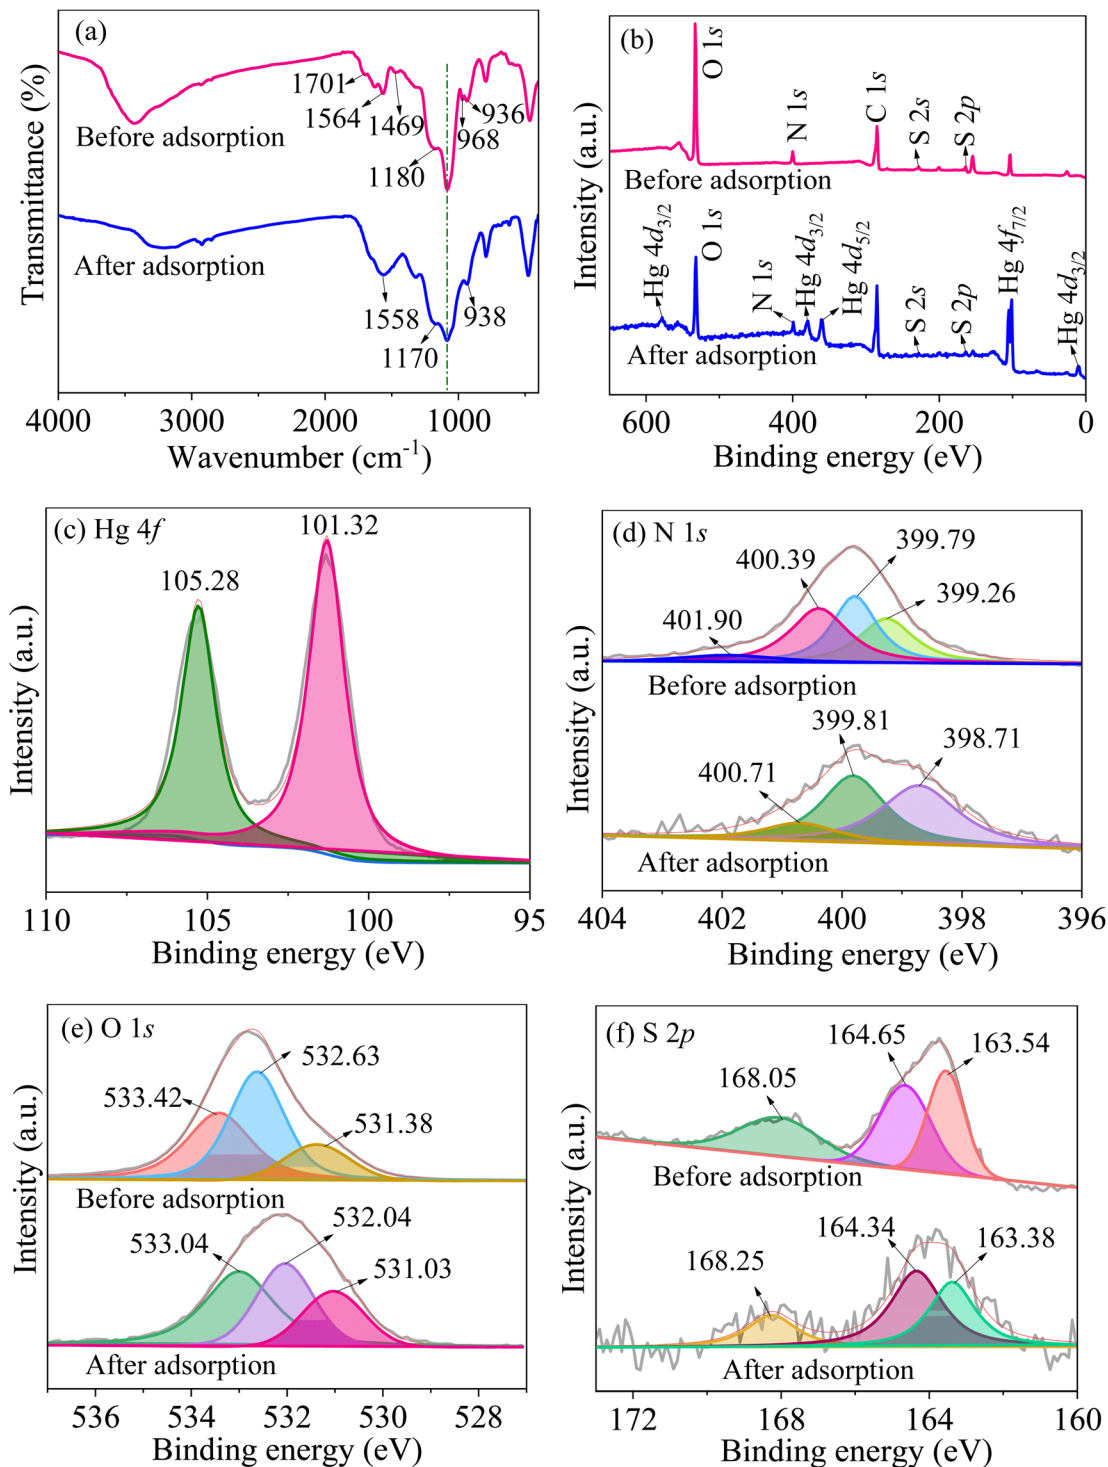 (a)
1701
1564
1469
936
968
1180
Before adsorption
After adsorption
1558
1170
938
Transmittance (%)
4000 3000 2000 1000
Wavenumber (cm⁻¹)
(b)
O 1s
N 1s
C 1s
S 2s
S 2p
Before adsorption
Hg 4d3/2
O 1s
N 1s
Hg 4d3/2
Hg 4d5/2
S 2s
S 2p
Hg 4f7/2
Hg 4d3/2
After adsorption
Intensity (a.u.)
600 400 200 0
Binding energy (eV)
(c) Hg 4f
105.28
101.32
Intensity (a.u.)
110 105 100 95
Binding energy (eV)
(d) N 1s
399.79
400.39
399.26
401.90
Before adsorption
399.81
398.71
400.71
After adsorption
Intensity (a.u.)
404 402 400 398 396
Binding energy (eV)
(e) O 1s
532.63
533.42
531.38
Before adsorption
532.04
533.04
531.03
After adsorption
Intensity (a.u.)
536 534 532 530 528
Binding energy (eV)
(f) S 2p
164.65
163.54
168.05
Before adsorption
164.34
163.38
168.25
After adsorption
Intensity (a.u.)
172 168 164 160
Binding energy (eV)